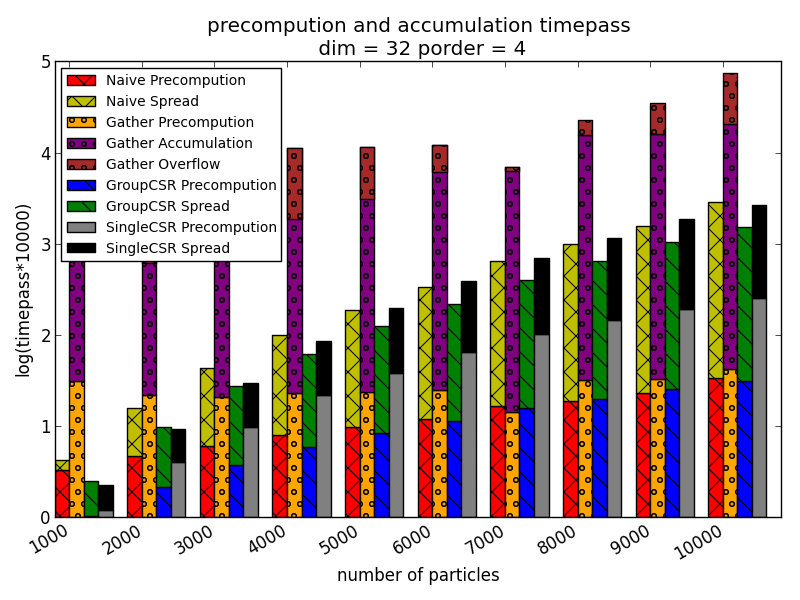 precompution and accumulation timepass
dim = 32 porder = 4
log(timepass*10000)
5
4
3
2
1
0
Naive Precompution
Naive Spread
Gather Precompution
Gather Accumulation
Gather Overflow
GroupCSR Precompution
GroupCSR Spread
SingleCSR Precompution
SingleCSR Spread
1000
2000
3000
4000
5000
6000
7000
8000
9000
10000
number of particles